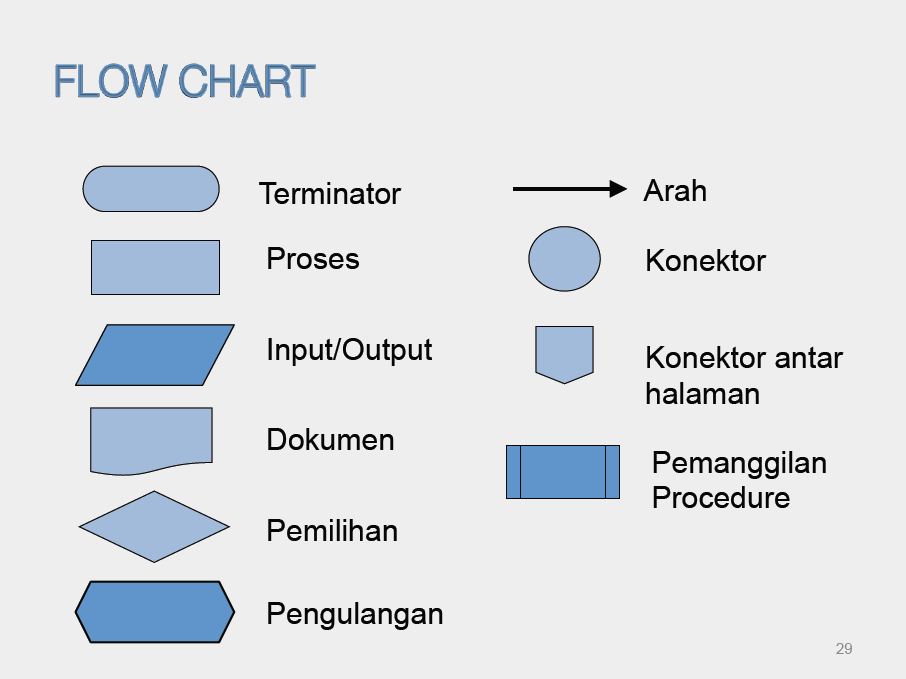 FLOW CHART
Terminator
Proses
Input/Output
Dokumen
Pemilihan
Pengulangan
Arah
Konektor
Konektor antar
halaman
Pemanggilan
Procedure
29